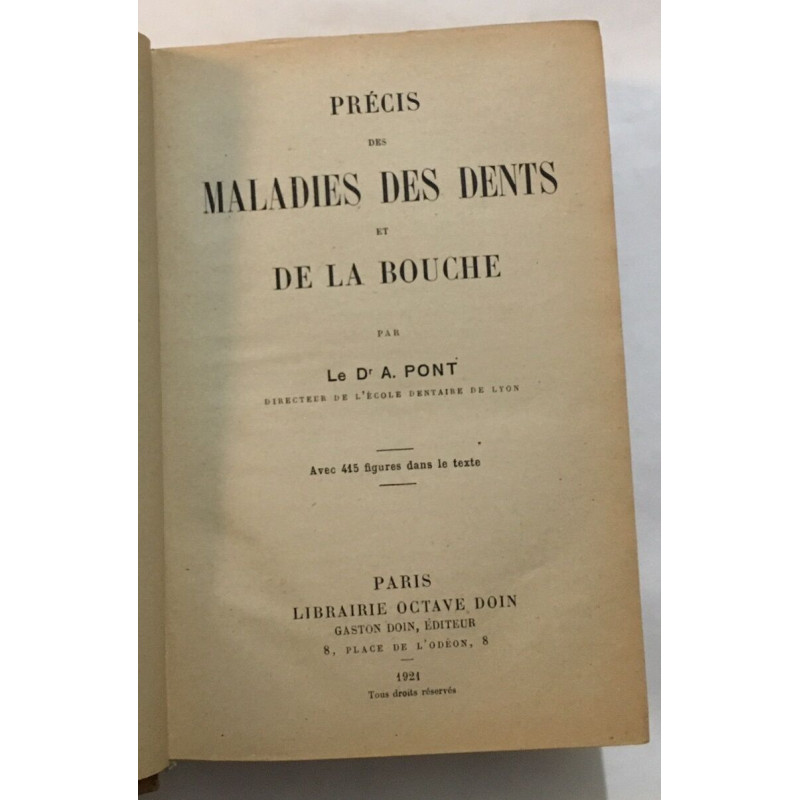 PRÉCIS
DES
MALADIES DES DENTS
ET
DE LA BOUCHE
PAR
Le Dr A. PONT
DIRECTEUR DE L'ÉCOLE DENTAIRE DE LYON
Avec 415 figures dans le texte
PARIS
LIBRAIRIE OCTAVE DOIN
GASTON DOIN, ÉDITEUR
8, PLACE DE L'ODÉON, 8
1921
Tous droits réservés